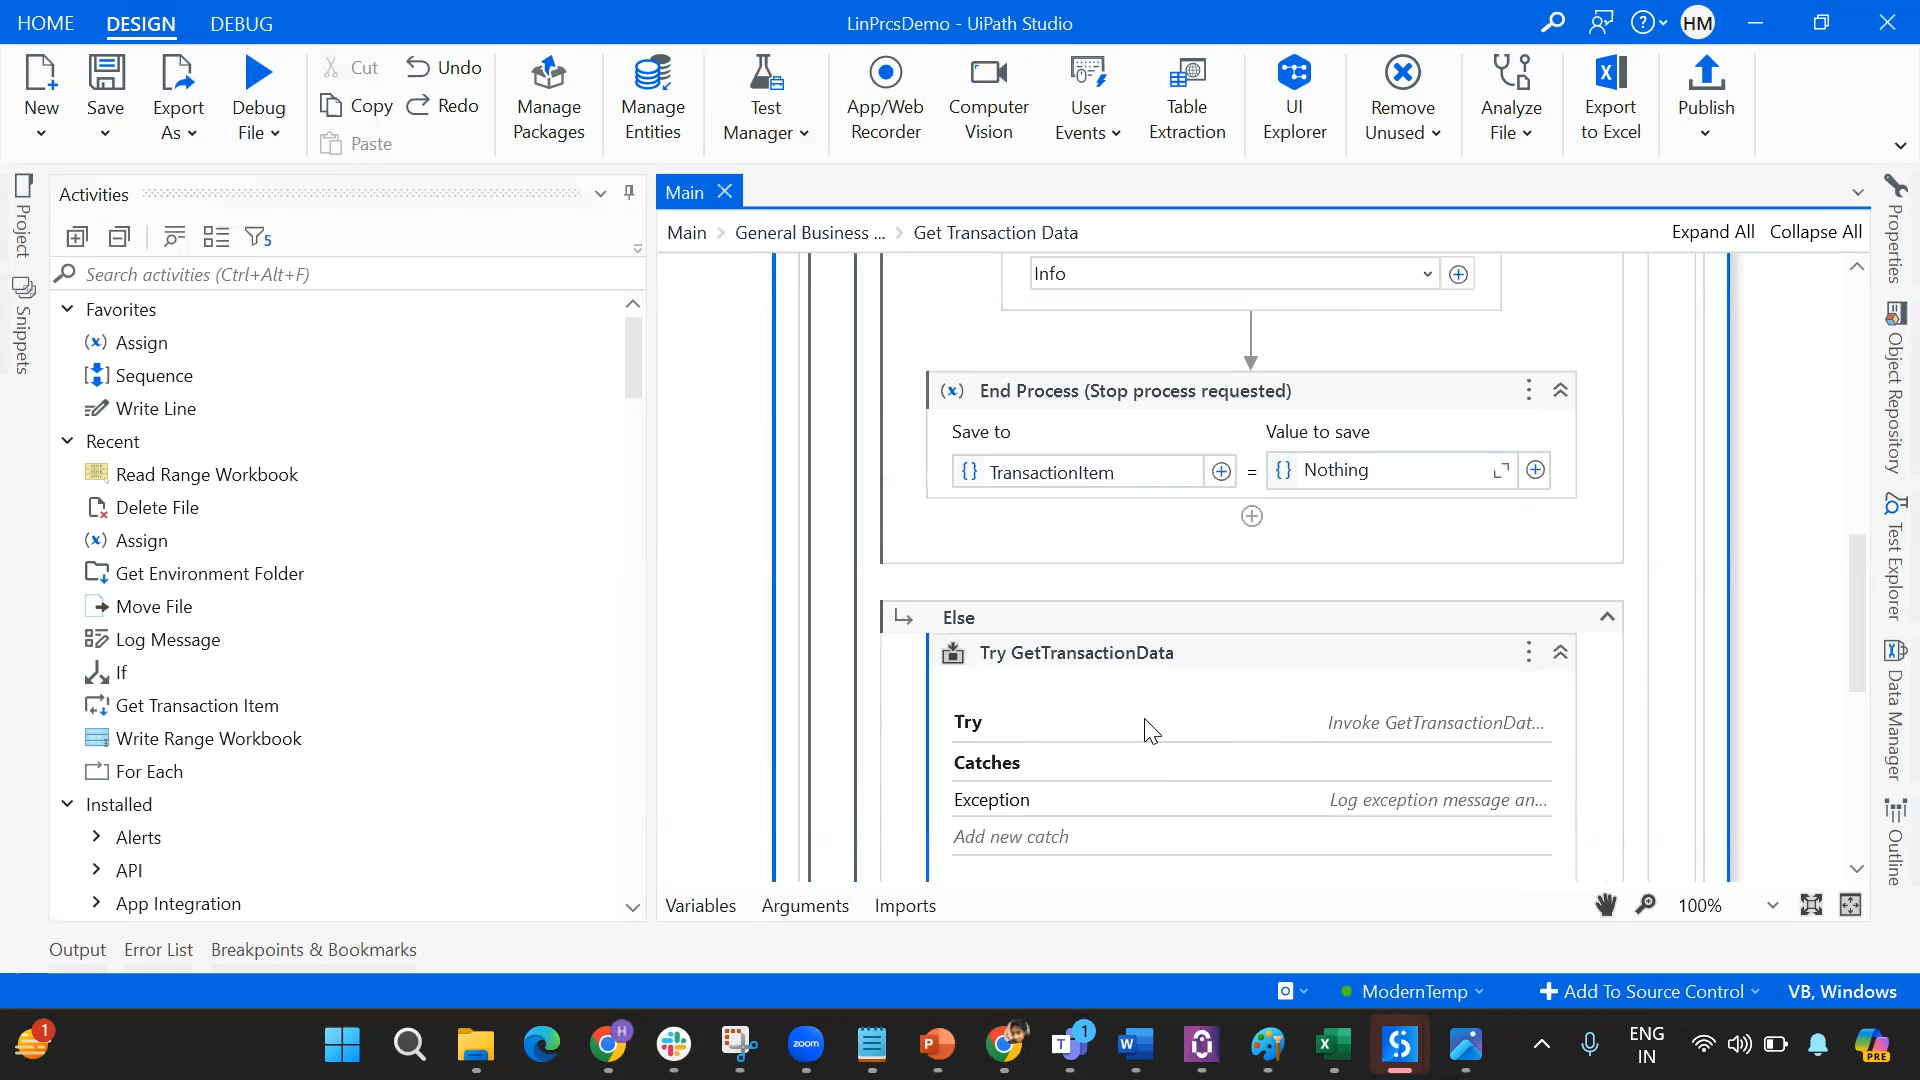 HOME DESIGN DEBUG
LinPrcsDemo - UiPath Studio
HM
New
Save
Export As
Debug File
Cut
Copy
Paste
Undo
Redo
Manage Packages
Manage Entities
Test Manager
App/Web Recorder
Computer Vision
User Events
Table Extraction
UI Explorer
Remove Unused
Analyze File
Export to Excel
Publish
Project
Snippets
Activities
5
Search activities (Ctrl+Alt+F)
Favorites
Assign
Sequence
Write Line
Recent
Read Range Workbook
Delete File
Assign
Get Environment Folder
Move File
Log Message
If
Get Transaction Item
Write Range Workbook
For Each
Installed
Alerts
API
App Integration
Main
Main > General Business ... > Get Transaction Data
Expand All Collapse All
Info
(x) End Process (Stop process requested)
Save to
Value to save
{} TransactionItem = {} Nothing
Else
Try GetTransactionData
Try Invoke GetTransactionDat...
Catches
Exception Log exception message an...
Add new catch
Variables Arguments Imports
100%
Properties
Object Repository
Test Explorer
Data Manager
Outline
Output Error List Breakpoints & Bookmarks
ModernTemp
Add To Source Control
VB, Windows
1
H
zoom
P
T
1
W
X
ENG
IN
PRE